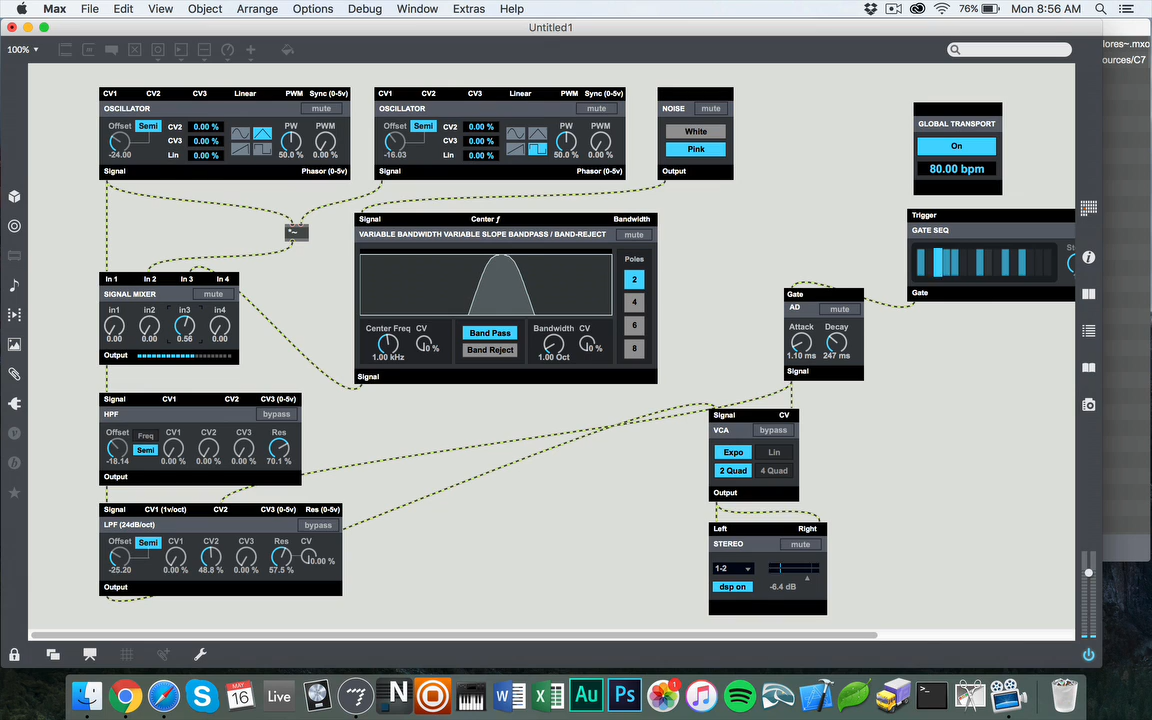 Max File Edit View Object Arrange Options Debug Window Extras Help 76% Mon 8:56 AM
Untitled1
100%
lores~.mxo
ources/C7
CV1 CV2 CV3 Linear PWM Sync (0-5v)
OSCILLATOR mute
Offset Semi CV2 0.00 % PW PWM
CV3 0.00 %
-24.00 Lin 0.00 % 50.0 % 0.00 %
Signal Phasor (0-5v)
CV1 CV2 CV3 Linear PWM Sync (0-5v)
OSCILLATOR mute
Offset Semi CV2 0.00 % PW PWM
CV3 0.00 %
-16.03 Lin 0.00 % 50.0 % 0.00 %
Signal Phasor (0-5v)
NOISE mute
White
Pink
Output
GLOBAL TRANSPORT
On
80.00 bpm
*~
Signal Center ƒ Bandwidth
VARIABLE BANDWIDTH VARIABLE SLOPE BANDPASS / BAND-REJECT mute
Poles
2
4
6
8
Center Freq CV Band Pass Bandwidth CV
1.00 kHz 0% Band Reject 1.00 Oct 0%
Signal
Trigger
GATE SEQ
St
Gate
In 1 In 2 In 3 In 4
SIGNAL MIXER mute
in1 in2 in3 in4
0.00 0.00 0.56 0.00
Output
Gate
AD mute
Attack Decay
1.10 ms 247 ms
Signal
Signal CV1 CV2 CV3 (0-5v)
HPF bypass
Offset Freq CV1 CV2 CV3 Res
Semi
-18.14 0.00 % 0.00 % 0.00 % 70.1 %
Output
Signal CV
VCA bypass
Expo Lin
2 Quad 4 Quad
Output
Signal CV1 (1v/oct) CV2 CV3 (0-5v) Res (0-5v)
LPF (24dB/oct) bypass
Offset Semi CV1 CV2 CV3 Res CV
-25.20 0.00 % 48.8 % 0.00 % 57.5 % 0.00 %
Output
Left Right
STEREO mute
1-2
dsp on -6.4 dB
MAY
16
Live
N
W
X
Au
Ps
1